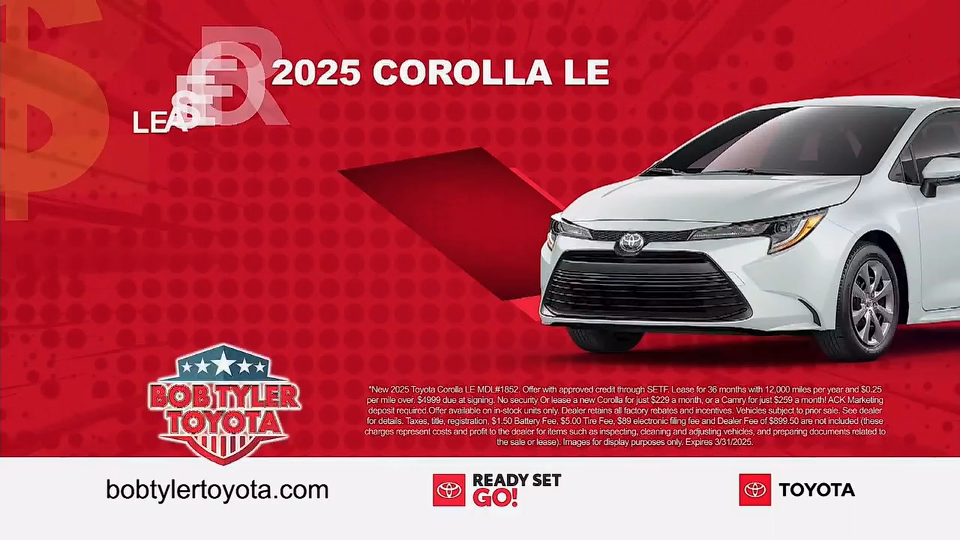 2025 COROLLA LE
LEASE FOR
$
BOB TYLER
TOYOTA
*New 2025 Toyota Corolla LE MDL#1852. Offer with approved credit through SETF. Lease for 36 months with 12,000 miles per year and $0.25
per mile over. $4999 due at signing. No security Or lease a new Corolla for just $229 a month, or a Camry for just $259 a month! ACK Marketing
deposit required.Offer available on in-stock units only. Dealer retains all factory rebates and incentives. Vehicles subject to prior sale. See dealer
for details. Taxes, title, registration, $1.50 Battery Fee, $5.00 Tire Fee, $89 electronic filing fee and Dealer Fee of $899.50 are not included (these
charges represent costs and profit to the dealer for items such as inspecting, cleaning and adjusting vehicles, and preparing documents related to
the sale or lease). Images for display purposes only. Expires 3/31/2025.
bobtylertoyota.com
READY SET
GO!
TOYOTA